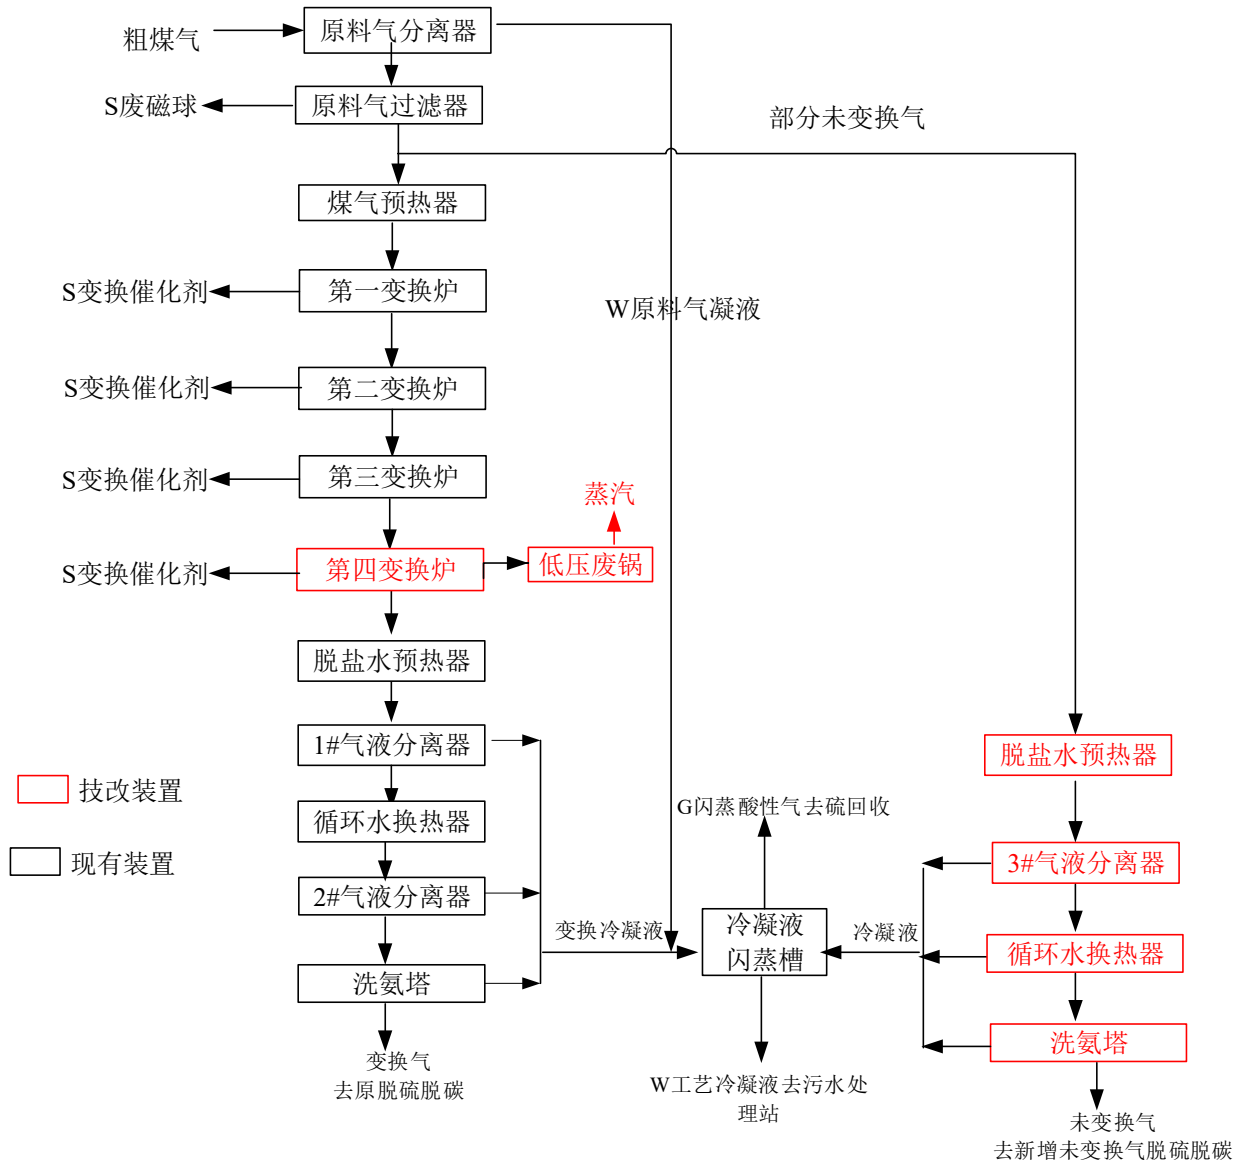 粗煤气
原料气分离器
S废磁球
原料气过滤器
部分未变换气
煤气预热器
S变换催化剂
第一变换炉
W原料气凝液
S变换催化剂
第二变换炉
S变换催化剂
第三变换炉
蒸汽
S变换催化剂
第四变换炉
低压废锅
脱盐水预热器
1#气液分离器
脱盐水预热器
技改装置
循环水换热器
G闪蒸酸性气去硫回收
现有装置
3#气液分离器
2#气液分离器
变换冷凝液
冷凝液
闪蒸槽
冷凝液
循环水换热器
洗氨塔
洗氨塔
变换气
去原脱硫脱碳
W工艺冷凝液去污水处
理站
未变换气
去新增未变换气脱硫脱碳